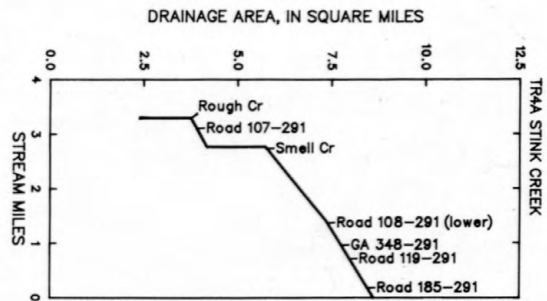 DRAINAGE AREA, IN SQUARE MILES
0.0 2.5 5.0 7.5 10.0 12.5
TR4A STINK CREEK
4
3
2
1
0
STREAM MILES
Rough Cr
Road 107-291
Smell Cr
Road 108-291 (lower)
GA 348-291
Road 119-291
Road 185-291